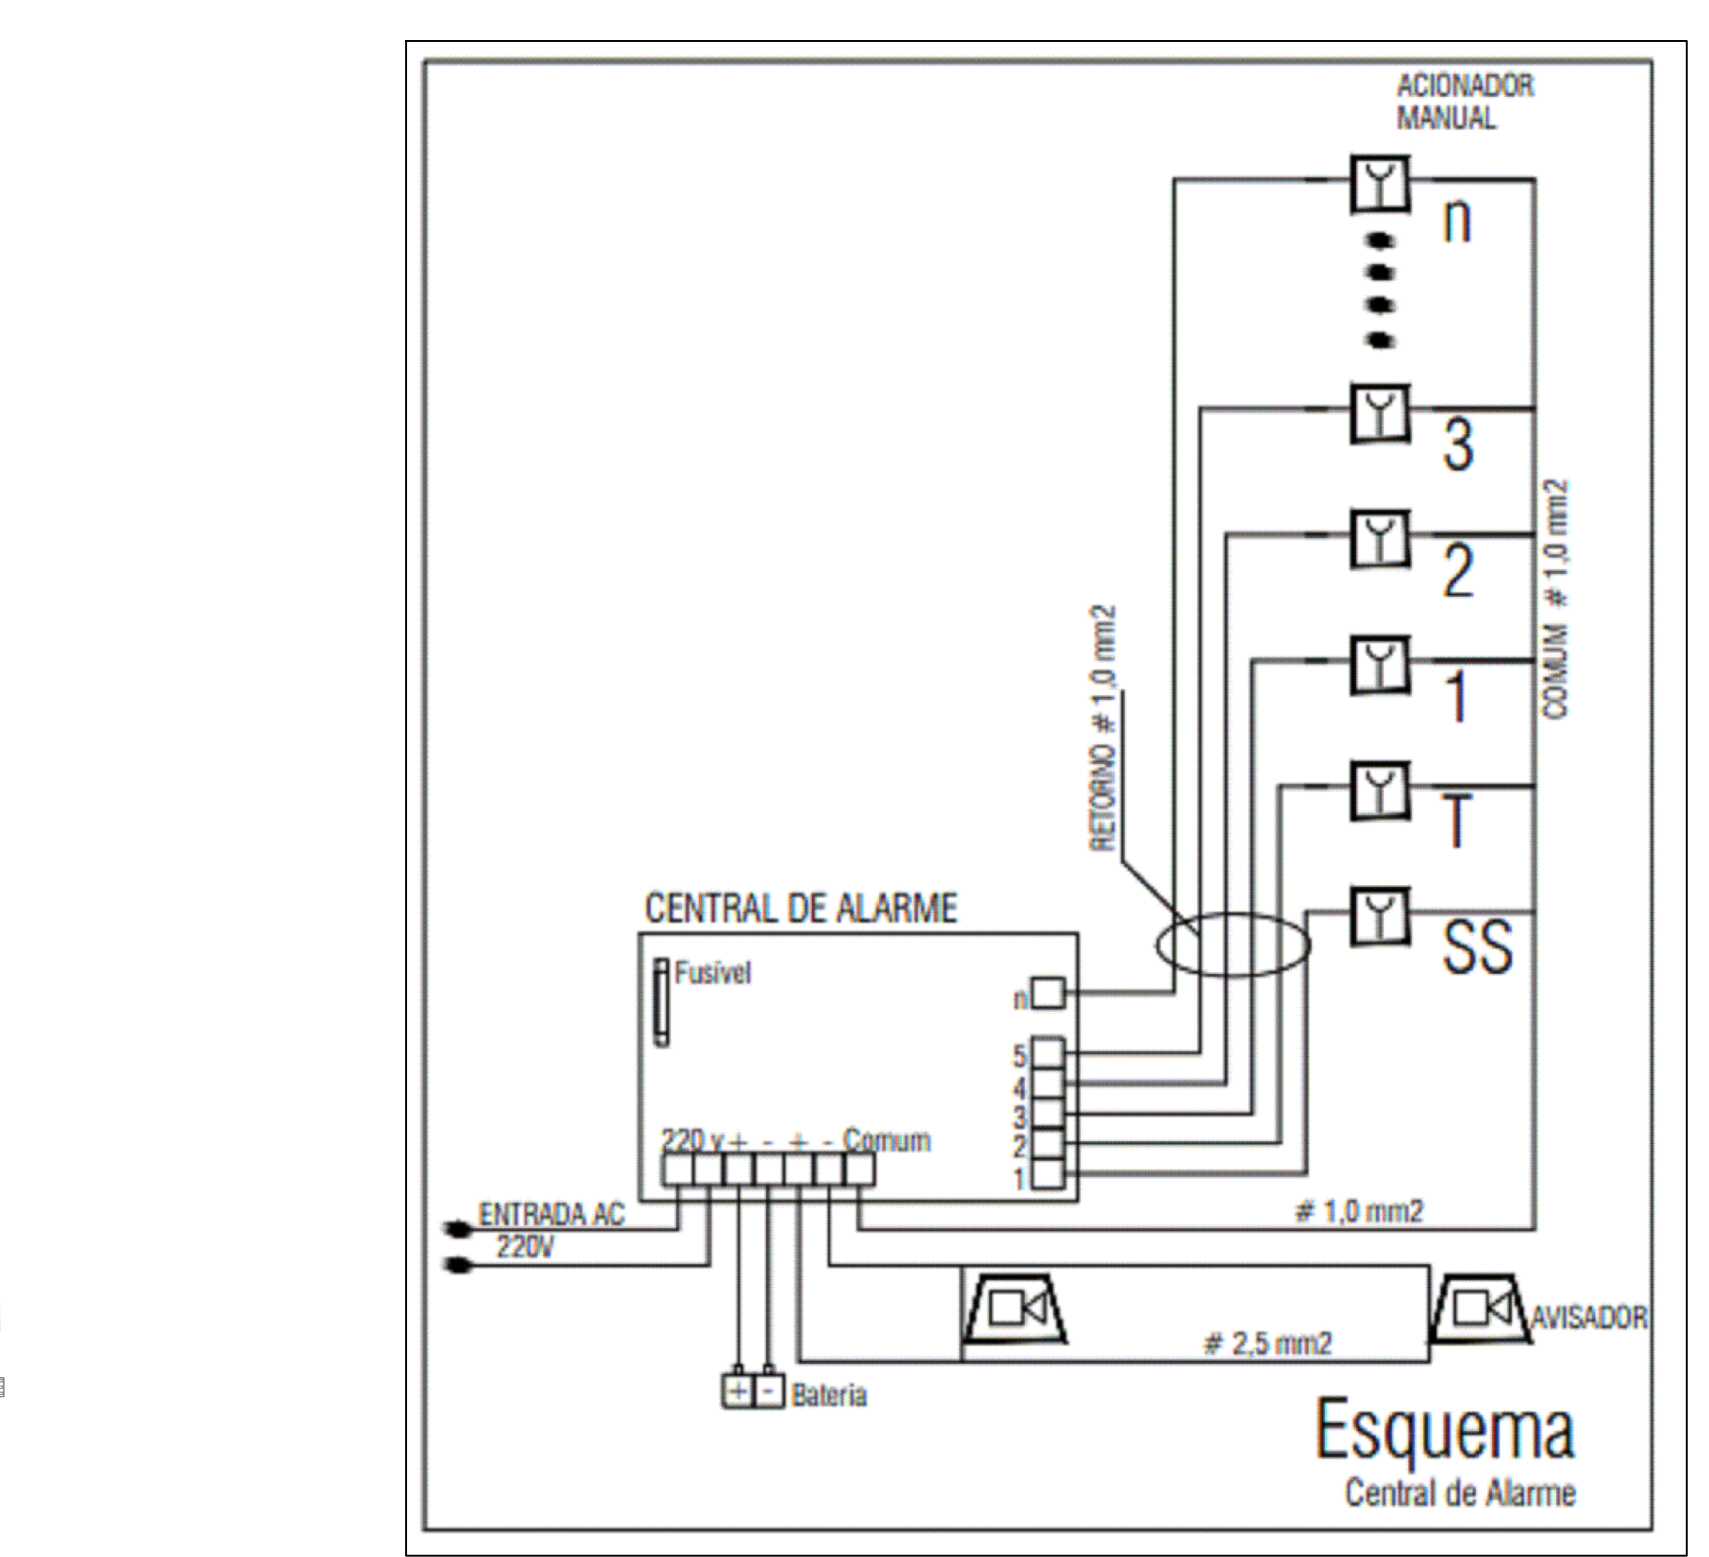 ACIONADOR
MANUAL
n
3
2
1
T
SS
COMUM # 1,0 mm2
RETORNO # 1,0 mm2
CENTRAL DE ALARME
Fusível
n
5
4
3
2
1
220 v + - + - Comum
ENTRADA AC
220V
# 1,0 mm2
AVISADOR
# 2,5 mm2
+ - Bateria
Esquema
Central de Alarme